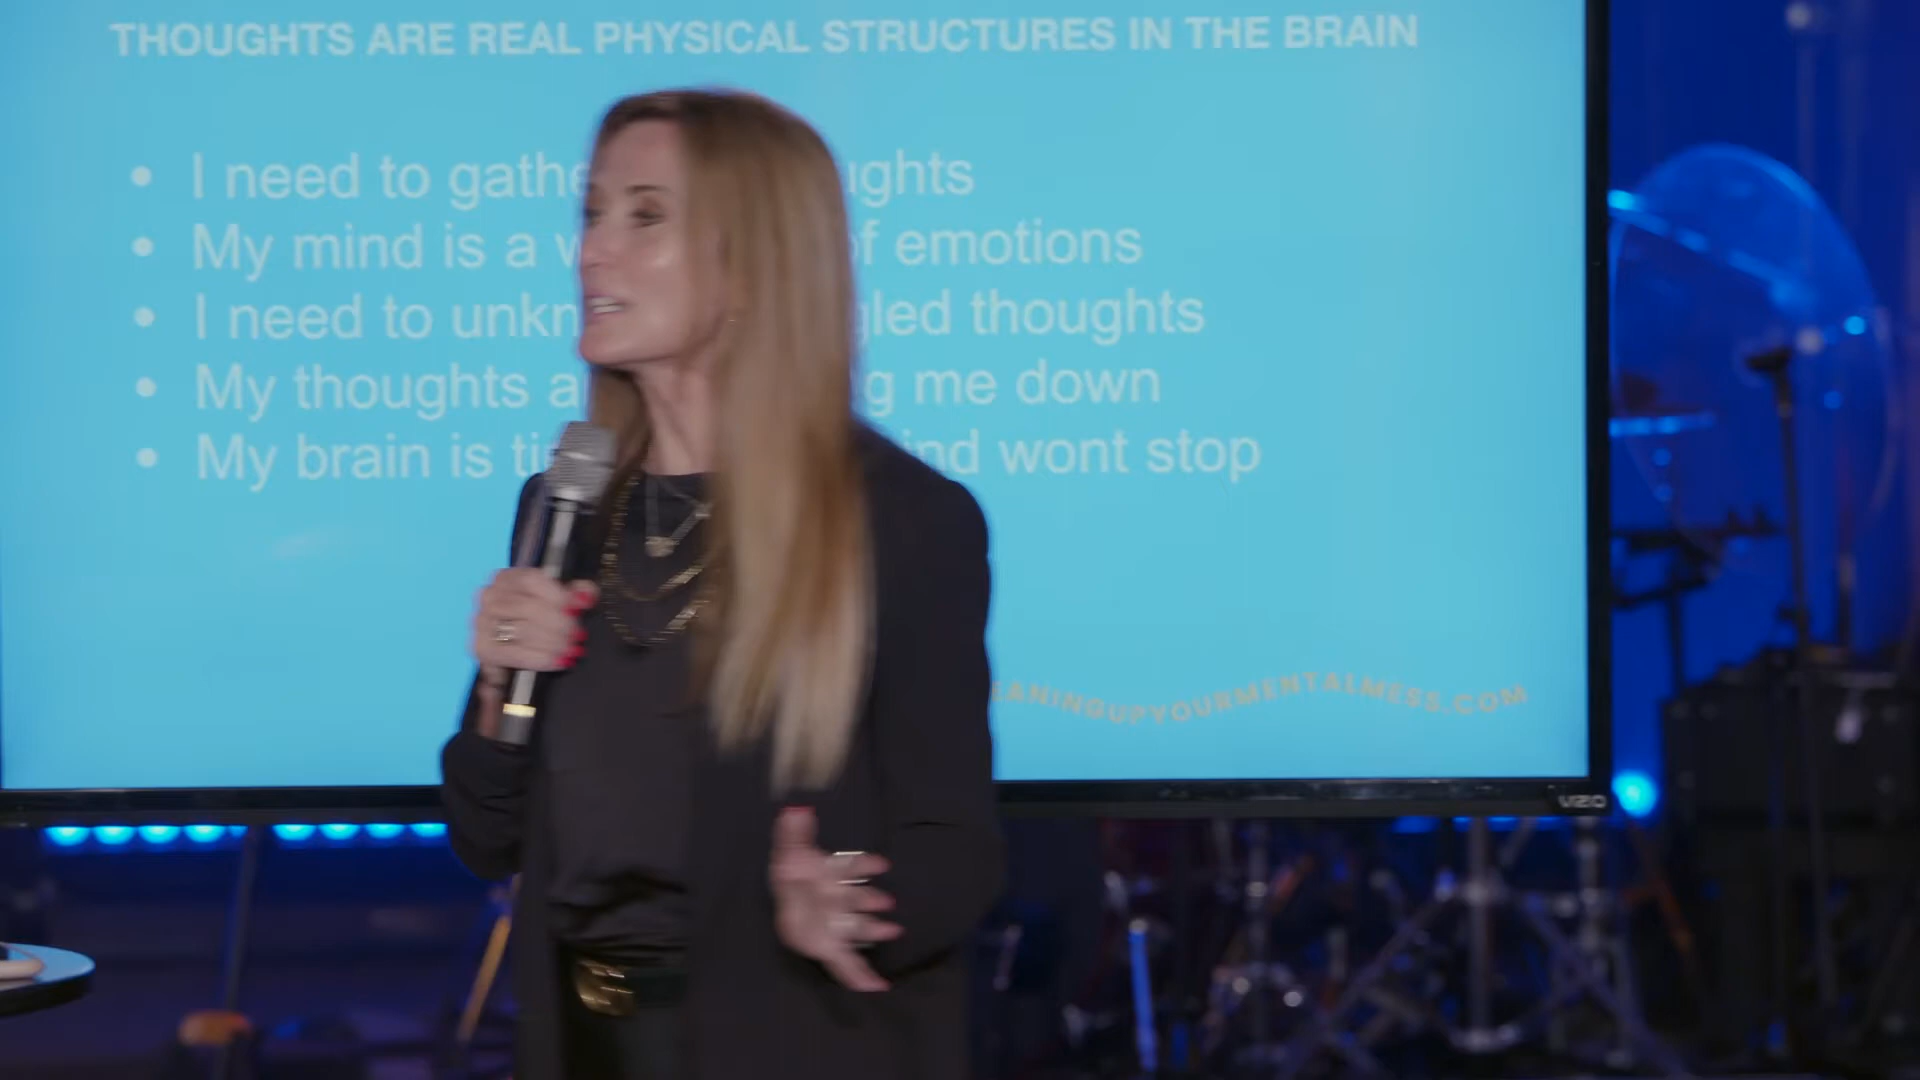 THOUGHTS ARE REAL PHYSICAL STRUCTURES IN THE BRAIN
• I need to gathe ughts
• My mind is a w of emotions
• I need to unkn gled thoughts
• My thoughts a g me down
• My brain is ti nd wont stop
EANINGUPYOURMENTALMESS.COM
VIZIO